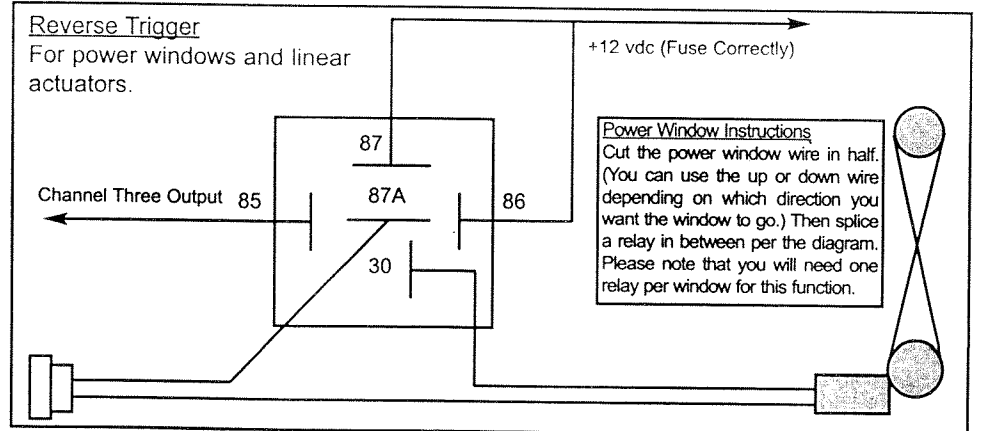 Reverse Trigger
For power windows and linear
actuators.
+12 vdc (Fuse Correctly)
87
Channel Three Output
85
87A
86
30
Power Window Instructions
Cut the power window wire in half.
(You can use the up or down wire
depending on which direction you
want the window to go.) Then splice
a relay in between per the diagram.
Please note that you will need one
relay per window for this function.